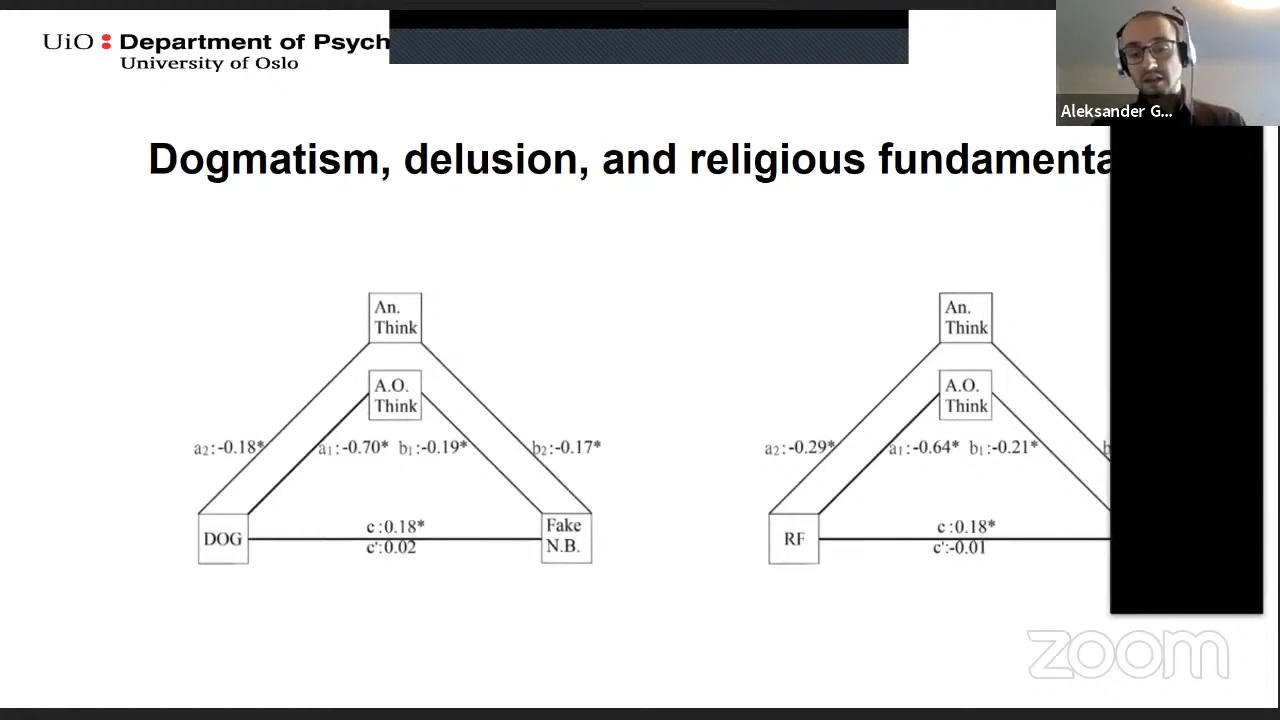 UiO : Department of Psych
University of Oslo
Aleksander G...
Dogmatism, delusion, and religious fundamenta
An.
Think
A.O.
Think
a2:-0.18*
a1:-0.70*
b1:-0.19*
b2:-0.17*
DOG
c:0.18*
c':0.02
Fake
N.B.
An.
Think
A.O.
Think
a2:-0.29*
a1:-0.64*
b1:-0.21*
b
RF
c:0.18*
c':-0.01
zoom